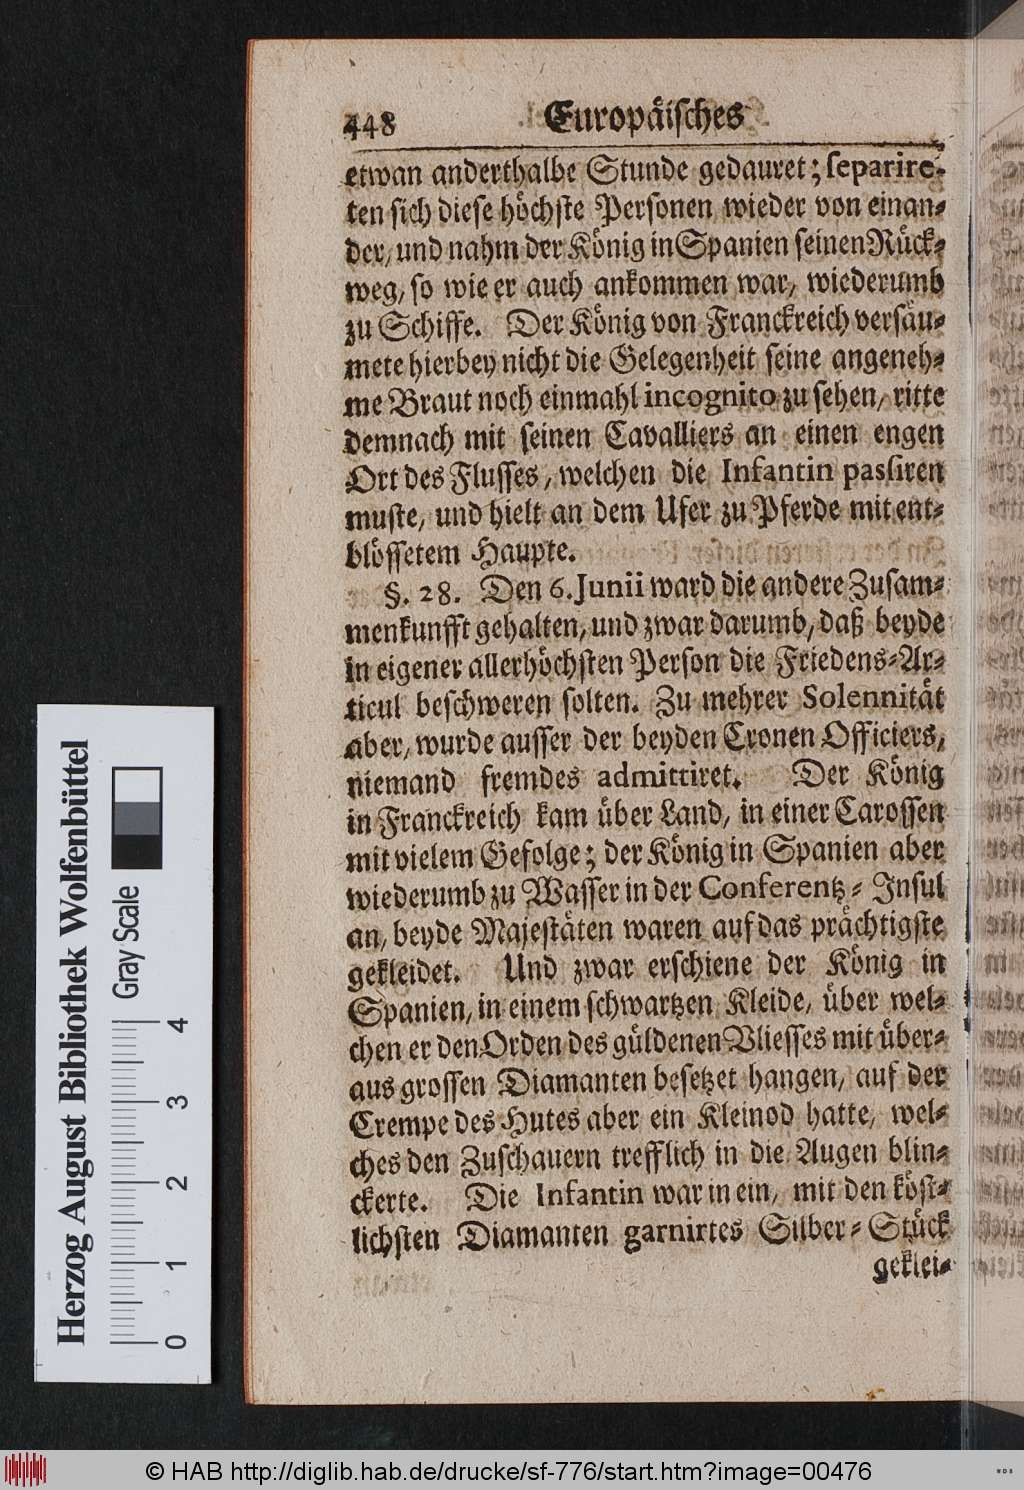 448 Europäisches
etwan anderthalbe Stunde gedauret; separire-
ten sich diese höchste Personen wieder von einan-
der, und nahm der König in Spanien seinen Rück-
weg, so wie er auch ankommen war, wiederumb
zu Schiffe. Der König von Franckreich versäu-
mete hierbey nicht die Gelegenheit seine angeneh-
me Braut noch einmahl incognito zu sehen, ritte
demnach mit seinen Cavalliers an einen engen
Ort des Flusses, welchen die Infantin passiren
muste, und hielt an dem Ufer zu Pferde mit ent-
blössetem Haupte.
§. 28. Den 6. Junii ward die andere Zusam-
menkunfft gehalten, und zwar darumb, daß beyde
in eigener allerhöchsten Person die Friedens-Ar-
ticul beschweren solten. Zu mehrer Solennität
aber, wurde ausser der beyden Cronen Officiers,
niemand fremdes admittiret. Der König
in Franckreich kam über Land, in einer Carossen
mit vielem Gefolge; der König in Spanien aber
wiederumb zu Wasser in der Conferentz-Insul
an, beyde Majestäten waren auf das prächtigste
gekleidet. Und zwar erschiene der König in
Spanien, in einem schwartzen Kleide, über wel-
chen er den Orden des güldenen Vliesses mit über-
aus grossen Diamanten besetzet hangen, auf der
Crempe des Hutes aber ein Kleinod hatte, wel-
ches den Zuschauern trefflich in die Augen blin-
ckerte. Die Infantin war in ein, mit den köst-
lichsten Diamanten garnirtes Silber-Stück
geklei-
Herzog August Bibliothek Wolfenbüttel
Gray Scale
0 1 2 3 4
© HAB http://diglib.hab.de/drucke/sf-776/start.htm?image=00476